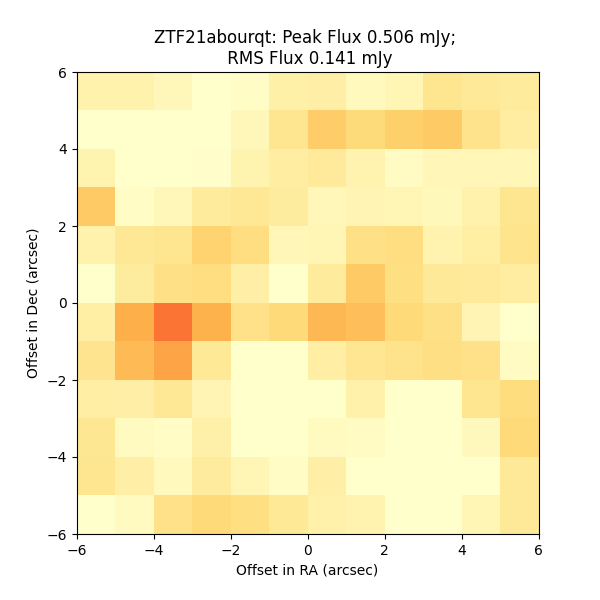 ZTF21abourqt: Peak Flux 0.506 mJy;
RMS Flux 0.141 mJy
6
4
2
0
−2
−4
−6
Offset in Dec (arcsec)
−6 −4 −2 0 2 4 6
Offset in RA (arcsec)